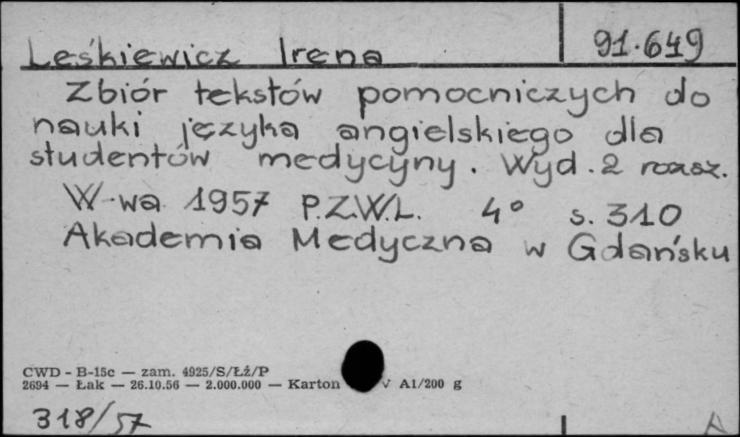 Leśkiewicz Irena 91.649
Zbiór tekstów pomocniczych do
nauki języka angielskiego dla
studentów medycyny. Wyd. 2 rozsz.
W-wa 1957 P.Z.W.L. 4° s. 310
Akademia Medyczna w Gdańsku
CWD - B-15c — zam. 4925/S/Łź/P
2694 — Łak — 26.10.56 — 2.000.000 — Karton V A1/200 g
318/57